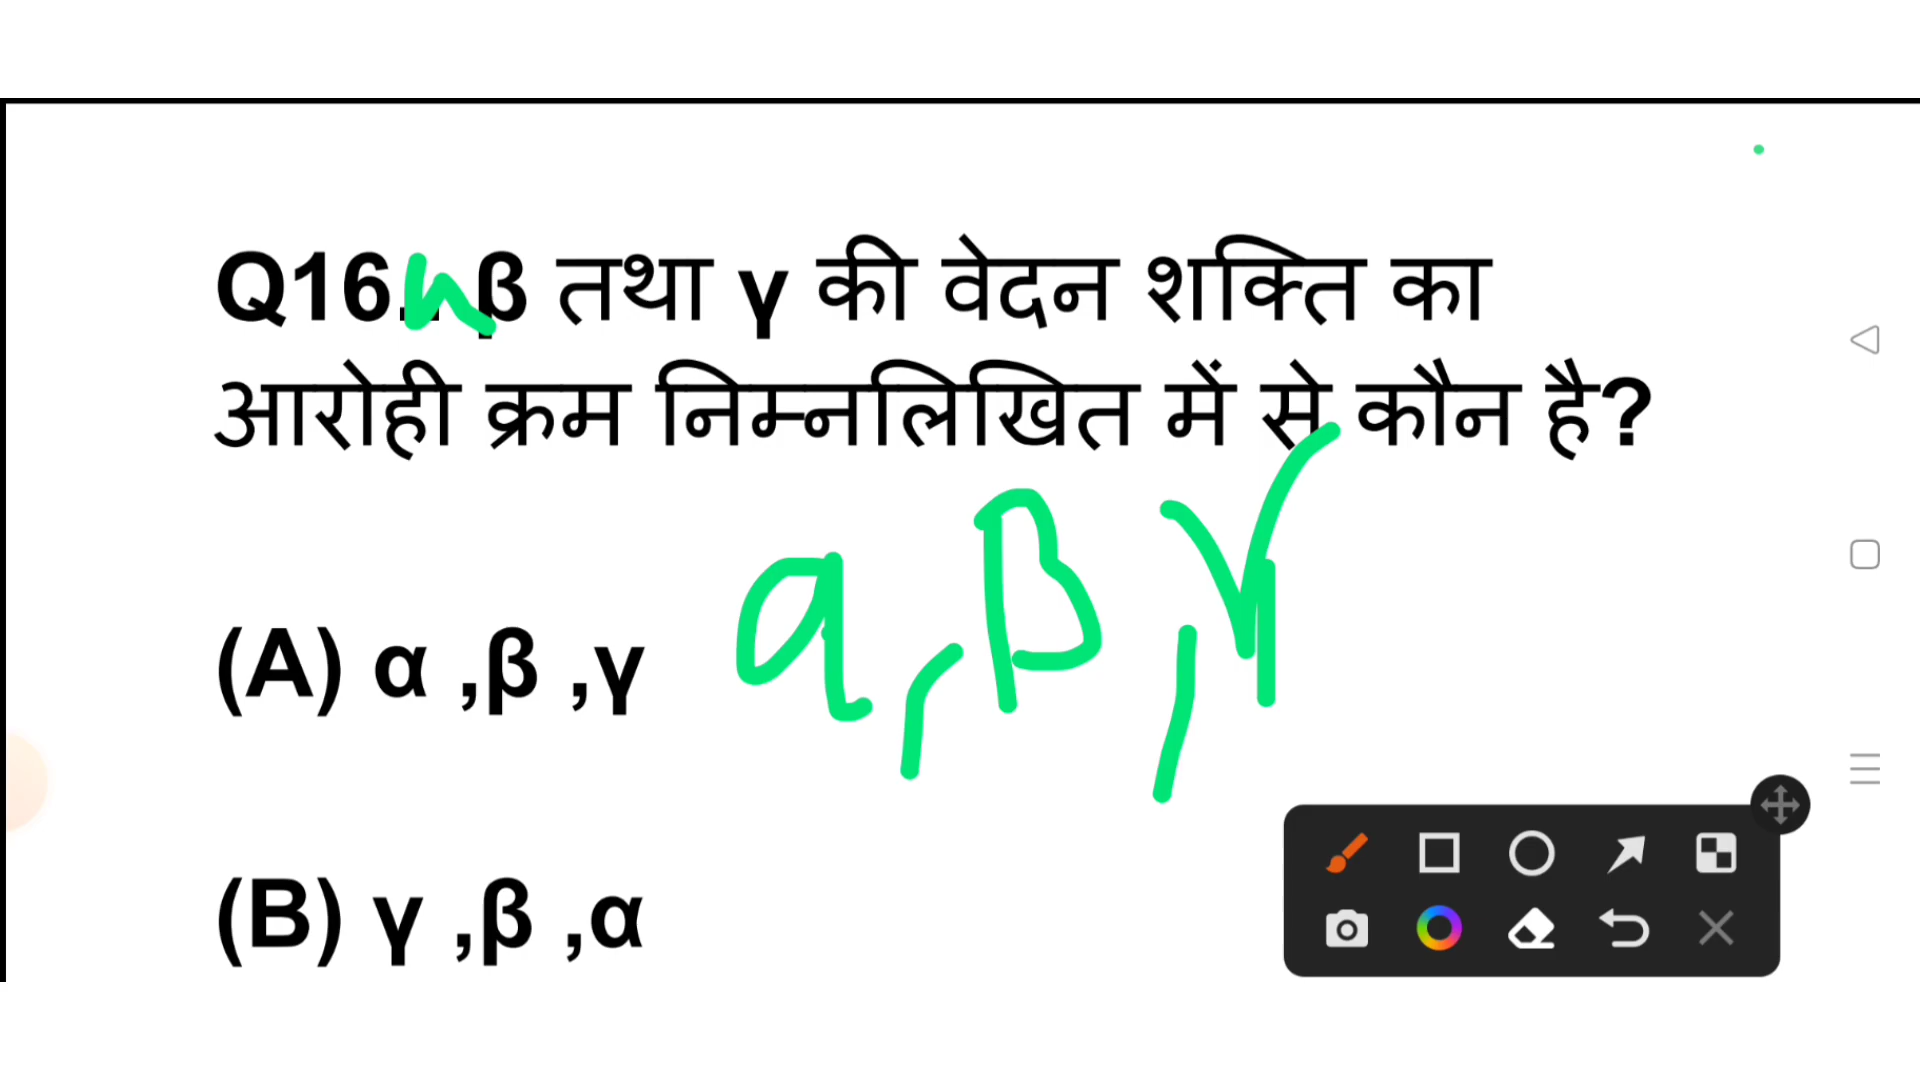 Q16. β तथा γ की वेदन शक्ति का
आरोही क्रम निम्नलिखित में से कौन है?
α , β , γ
(A) α ,β ,γ
(B) γ ,β ,α